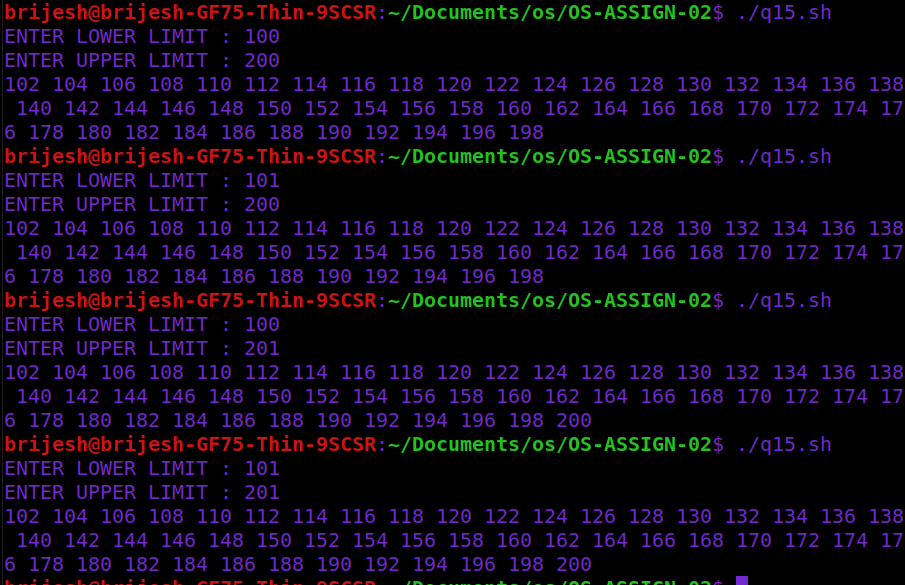 brijesh@brijesh-GF75-Thin-9SCSR:~/Documents/os/OS-ASSIGN-02$ ./q15.sh
ENTER LOWER LIMIT : 100
ENTER UPPER LIMIT : 200
102 104 106 108 110 112 114 116 118 120 122 124 126 128 130 132 134 136 138
 140 142 144 146 148 150 152 154 156 158 160 162 164 166 168 170 172 174 17
6 178 180 182 184 186 188 190 192 194 196 198
brijesh@brijesh-GF75-Thin-9SCSR:~/Documents/os/OS-ASSIGN-02$ ./q15.sh
ENTER LOWER LIMIT : 101
ENTER UPPER LIMIT : 200
102 104 106 108 110 112 114 116 118 120 122 124 126 128 130 132 134 136 138
 140 142 144 146 148 150 152 154 156 158 160 162 164 166 168 170 172 174 17
6 178 180 182 184 186 188 190 192 194 196 198
brijesh@brijesh-GF75-Thin-9SCSR:~/Documents/os/OS-ASSIGN-02$ ./q15.sh
ENTER LOWER LIMIT : 100
ENTER UPPER LIMIT : 201
102 104 106 108 110 112 114 116 118 120 122 124 126 128 130 132 134 136 138
 140 142 144 146 148 150 152 154 156 158 160 162 164 166 168 170 172 174 17
6 178 180 182 184 186 188 190 192 194 196 198 200
brijesh@brijesh-GF75-Thin-9SCSR:~/Documents/os/OS-ASSIGN-02$ ./q15.sh
ENTER LOWER LIMIT : 101
ENTER UPPER LIMIT : 201
102 104 106 108 110 112 114 116 118 120 122 124 126 128 130 132 134 136 138
 140 142 144 146 148 150 152 154 156 158 160 162 164 166 168 170 172 174 17
6 178 180 182 184 186 188 190 192 194 196 198 200
brijesh@brijesh-GF75-Thin-9SCSR:~/Documents/os/OS-ASSIGN-02$